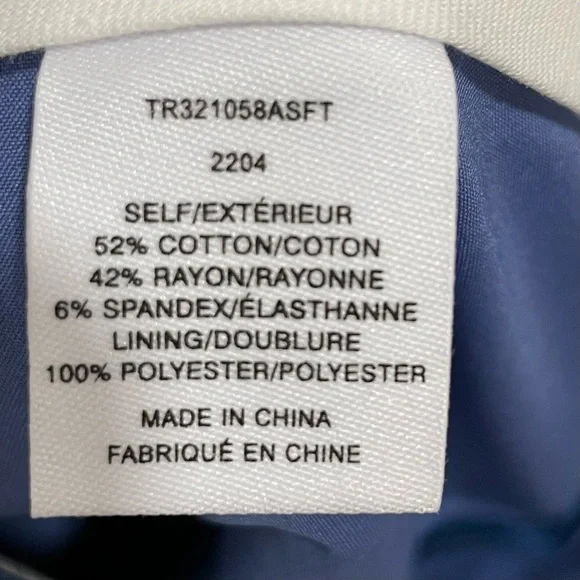 TR321058ASFT
2204
SELF/EXTÉRIEUR
52% COTTON/COTON
42% RAYON/RAYONNE
6% SPANDEX/ÉLASTHANNE
LINING/DOUBLURE
100% POLYESTER/POLYESTER
MADE IN CHINA
FABRIQUÉ EN CHINE